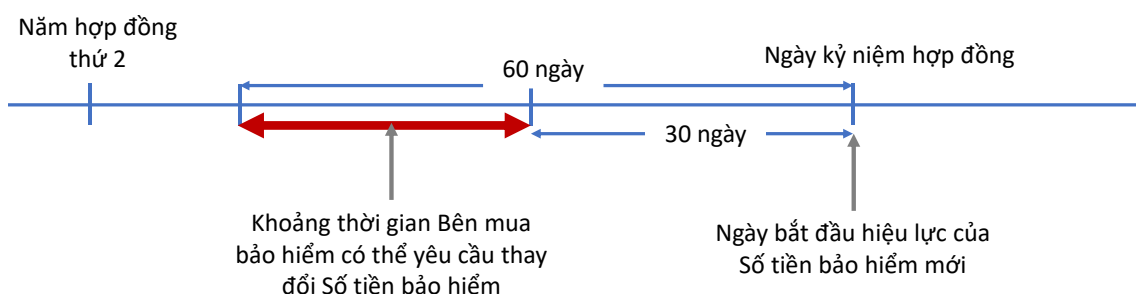 Năm hợp đồng
thứ 2
60 ngày
Ngày kỷ niệm hợp đồng
30 ngày
Khoảng thời gian Bên mua
bảo hiểm có thể yêu cầu thay
đổi Số tiền bảo hiểm
Ngày bắt đầu hiệu lực của
Số tiền bảo hiểm mới